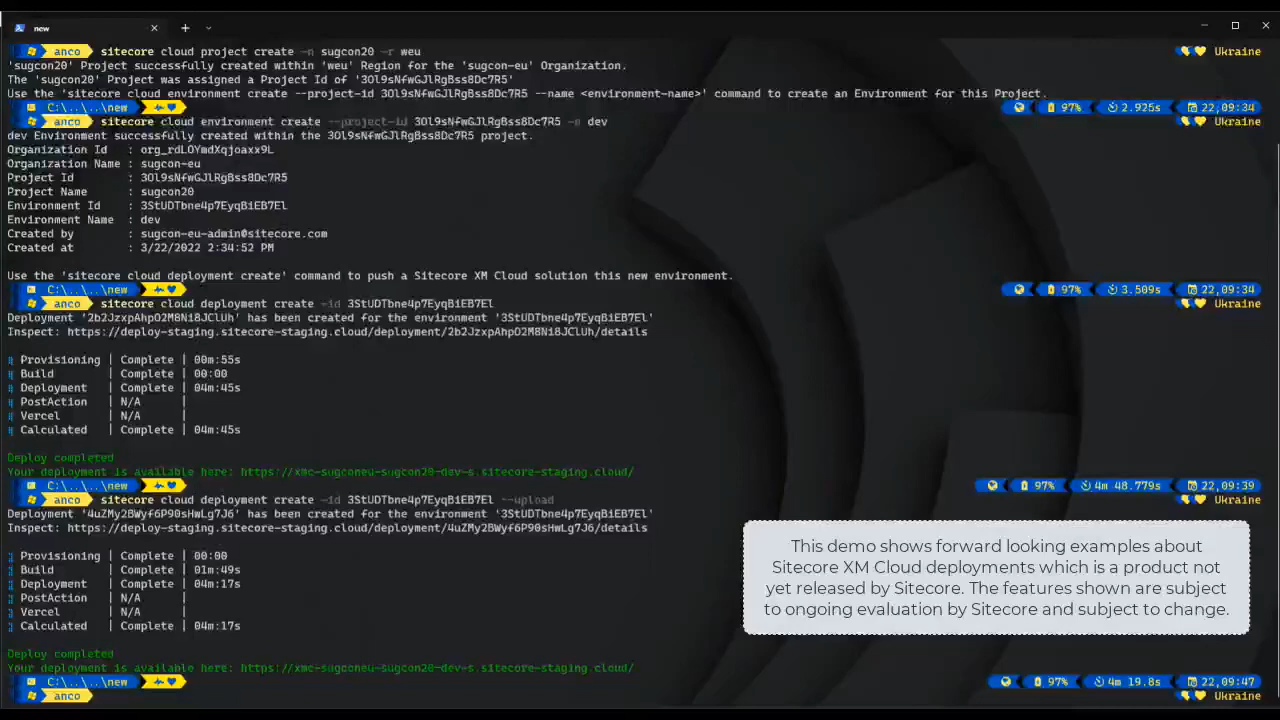 new
anco sitecore cloud project create -n sugcon20 -r weu Ukraine
'sugcon20' Project successfully created within 'weu' Region for the 'sugcon-eu' Organization.
The 'sugcon20' Project was assigned a Project Id of '3Ol9sNfwGJlRgBss8Dc7R5'
Use the 'sitecore cloud environment create --project-id 3Ol9sNfwGJlRgBss8Dc7R5 --name <environment-name>' command to create an Environment for this Project.
C:\..\..\new 97% 2.925s 22,09:34
anco sitecore cloud environment create --project-id 3Ol9sNfwGJlRgBss8Dc7R5 -n dev Ukraine
dev Environment successfully created within the 3Ol9sNfwGJlRgBss8Dc7R5 project.
Organization Id : org_rdLOYmdXqjoaxx9L
Organization Name : sugcon-eu
Project Id : 3Ol9sNfwGJlRgBss8Dc7R5
Project Name : sugcon20
Environment Id : 3StUDTbne4p7EyqBiEB7El
Environment Name : dev
Created by : sugcon-eu-admin@sitecore.com
Created at : 3/22/2022 2:34:52 PM
Use the 'sitecore cloud deployment create' command to push a Sitecore XM Cloud solution this new environment.
C:\..\..\new 97% 3.509s 22,09:34
anco sitecore cloud deployment create -id 3StUDTbne4p7EyqBiEB7El Ukraine
Deployment '2b2JzxpAhpO2M8Ni8JClUh' has been created for the environment '3StUDTbne4p7EyqBiEB7El'
Inspect: https://deploy-staging.sitecore-staging.cloud/deployment/2b2JzxpAhpO2M8Ni8JClUh/details
Provisioning | Complete | 00m:55s
Build | Complete | 00:00
Deployment | Complete | 04m:45s
PostAction | N/A |
Vercel | N/A |
Calculated | Complete | 04m:45s
Deploy completed
Your deployment is available here: https://xmc-sugconeu-sugcon20-dev-s.sitecore-staging.cloud/
C:\..\..\new 97% 4m 48.779s 22,09:39
anco sitecore cloud deployment create -id 3StUDTbne4p7EyqBiEB7El --upload Ukraine
Deployment '4uZMy2BWyf6P90sHwLg7J6' has been created for the environment '3StUDTbne4p7EyqBiEB7El'
Inspect: https://deploy-staging.sitecore-staging.cloud/deployment/4uZMy2BWyf6P90sHwLg7J6/details
Provisioning | Complete | 00:00
Build | Complete | 01m:49s
Deployment | Complete | 04m:17s
PostAction | N/A |
Vercel | N/A |
Calculated | Complete | 04m:17s
Deploy completed
Your deployment is available here: https://xmc-sugconeu-sugcon20-dev-s.sitecore-staging.cloud/
C:\..\..\new 97% 4m 19.8s 22,09:47
anco Ukraine
This demo shows forward looking examples about
Sitecore XM Cloud deployments which is a product not
yet released by Sitecore. The features shown are subject
to ongoing evaluation by Sitecore and subject to change.